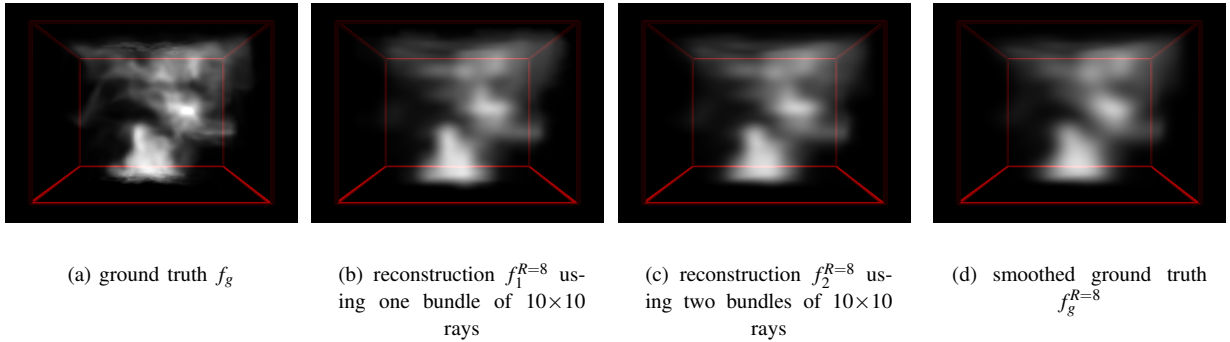 (a) ground truth f_g
(b) reconstruction f_1^{R=8} us-
ing one bundle of 10×10
rays
(c) reconstruction f_2^{R=8} us-
ing two bundles of 10×10
rays
(d) smoothed ground truth
f_g^{R=8}